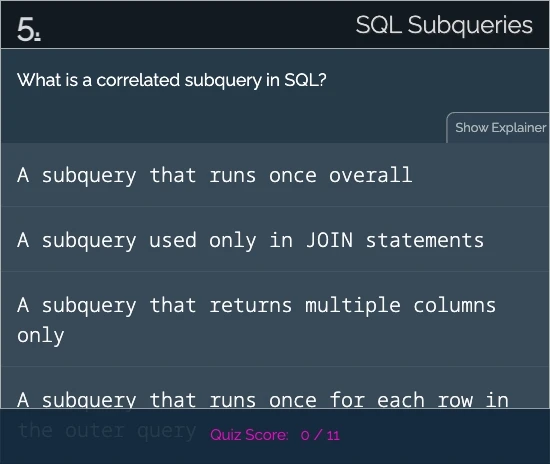 5.
SQL Subqueries
What is a correlated subquery in SQL?
Show Explainer
A subquery that runs once overall
A subquery used only in JOIN statements
A subquery that returns multiple columns
only
A subquery that runs once for each row in
the outer query
Quiz Score: 0 / 11